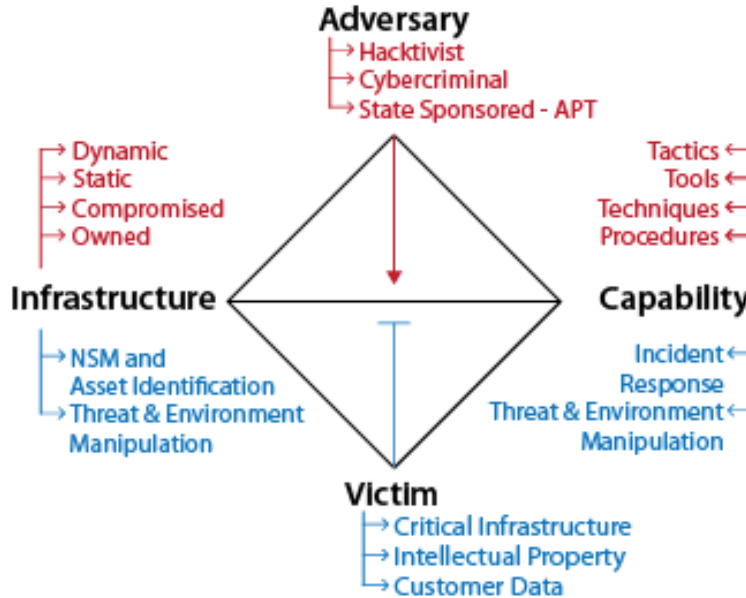 Adversary
Hacktivist
Cybercriminal
State Sponsored - APT
Dynamic
Static
Compromised
Owned
Infrastructure
NSM and
Asset Identification
Threat & Environment
Manipulation
Tactics
Tools
Techniques
Procedures
Capability
Incident
Response
Threat & Environment
Manipulation
Victim
Critical Infrastructure
Intellectual Property
Customer Data